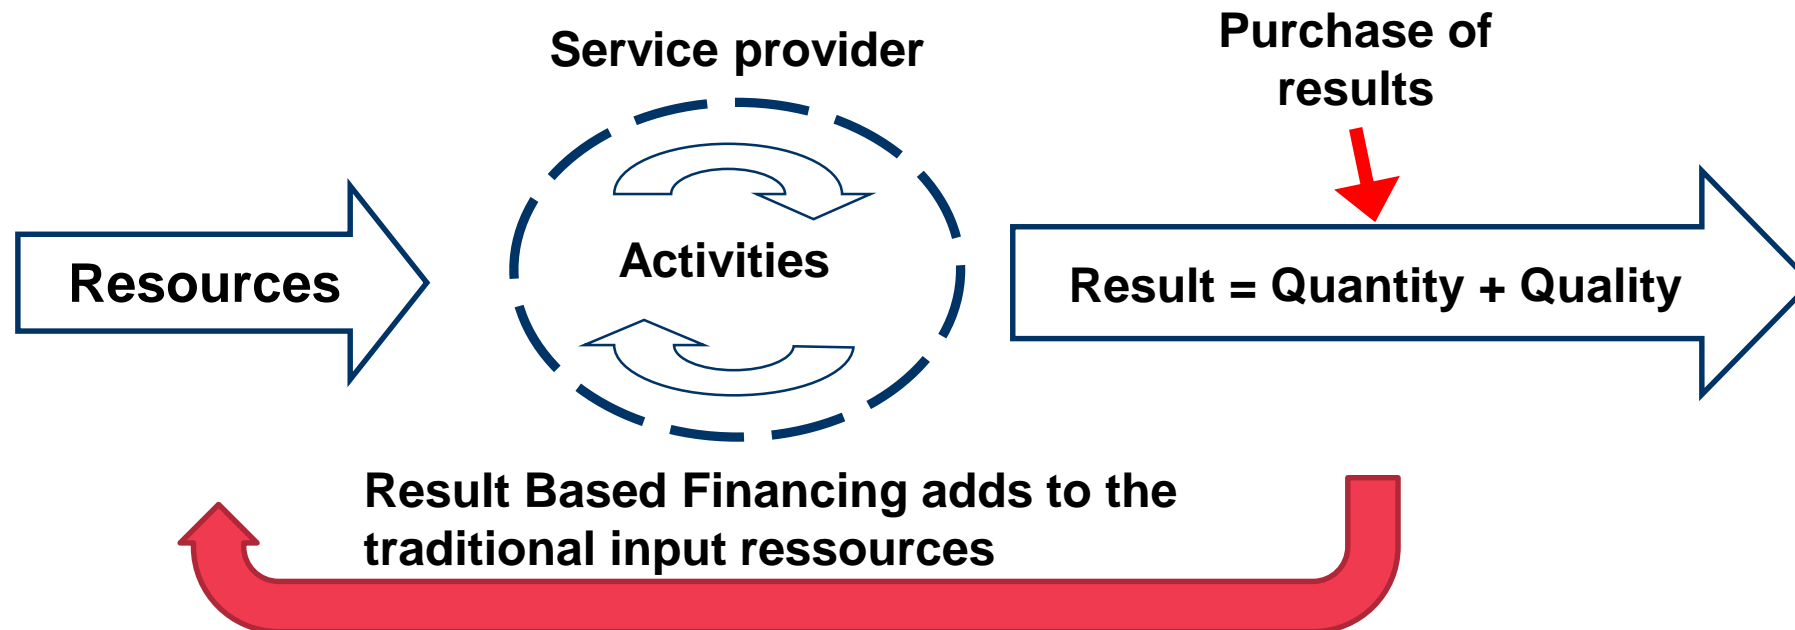 Service provider
Purchase of
results
Resources
Activities
Result = Quantity + Quality
Result Based Financing adds to the
traditional input ressources